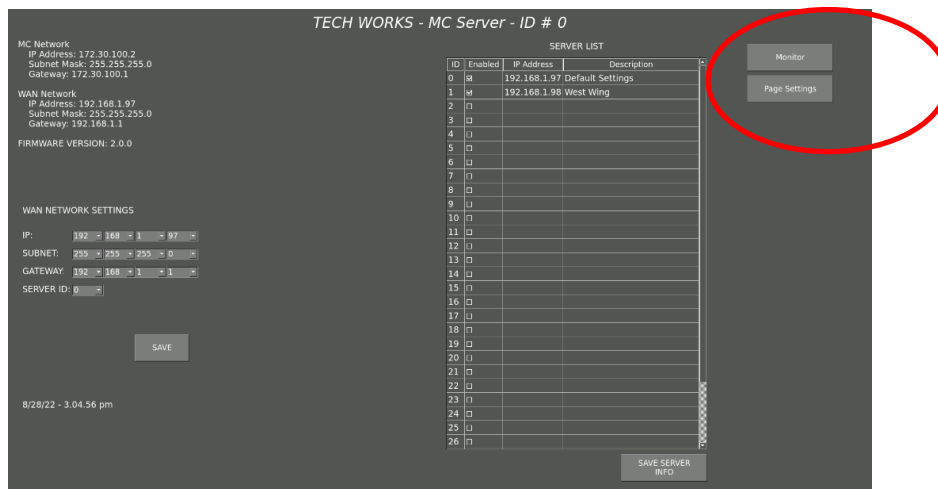 TECH WORKS - MC Server - ID # 0
MC Network
IP Address: 172.30.100.2
Subnet Mask: 255.255.255.0
Gateway: 172.30.100.1
WAN Network
IP Address: 192.168.1.97
Subnet Mask: 255.255.255.0
Gateway: 192.168.1.1
FIRMWARE VERSION: 2.0.0
WAN NETWORK SETTINGS
IP: 192 168 1 97
SUBNET: 255 255 255 0
GATEWAY: 192 168 1 1
SERVER ID: 0
SAVE
8/28/22 - 3.04.56 pm
SERVER LIST
ID Enabled IP Address Description
0 192.168.1.97 Default Settings
1 192.168.1.98 West Wing
2
3
4
5
6
7
8
9
10
11
12
13
14
15
16
17
18
19
20
21
22
23
24
25
26
SAVE SERVER
INFO
Monitor
Page Settings